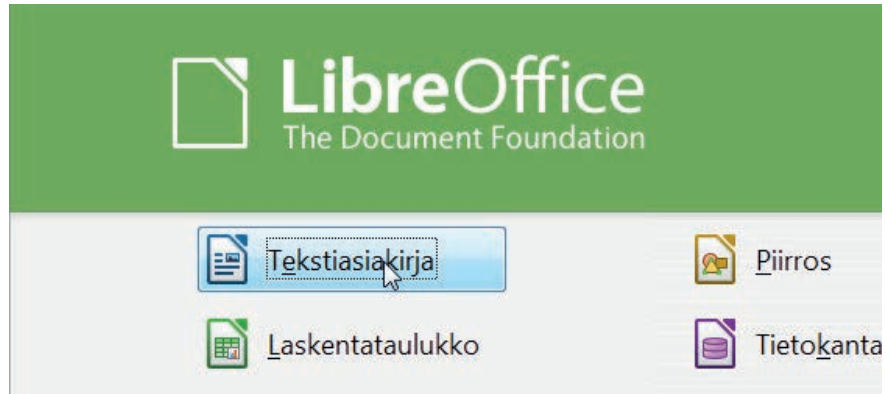 LibreOffice
The Document Foundation
Tekstiasiakirja
Piirros
Laskentataulukko
Tietokanta